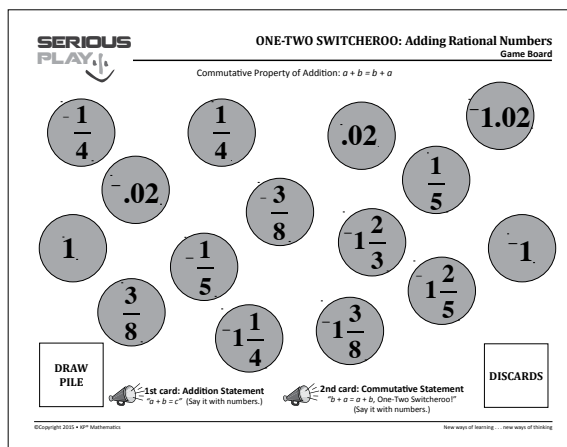 SERIOUS
PLAY
ONE-TWO SWITCHEROO: Adding Rational Numbers
Game Board
Commutative Property of Addition: a + b = b + a
-1/4
1/4
.02
-1.02
-.02
1/5
-3/8
1
-1/5
-1 2/3
-1
3/8
-1 2/5
-1 1/4
-1 3/8
DRAW
PILE
1st card: Addition Statement
"a + b = c" (Say it with numbers.)
2nd card: Commutative Statement
"b + a = a + b, One-Two Switcheroo!"
(Say it with numbers.)
DISCARDS
©Copyright 2015 • KP® Mathematics
New ways of learning . . . new ways of thinking